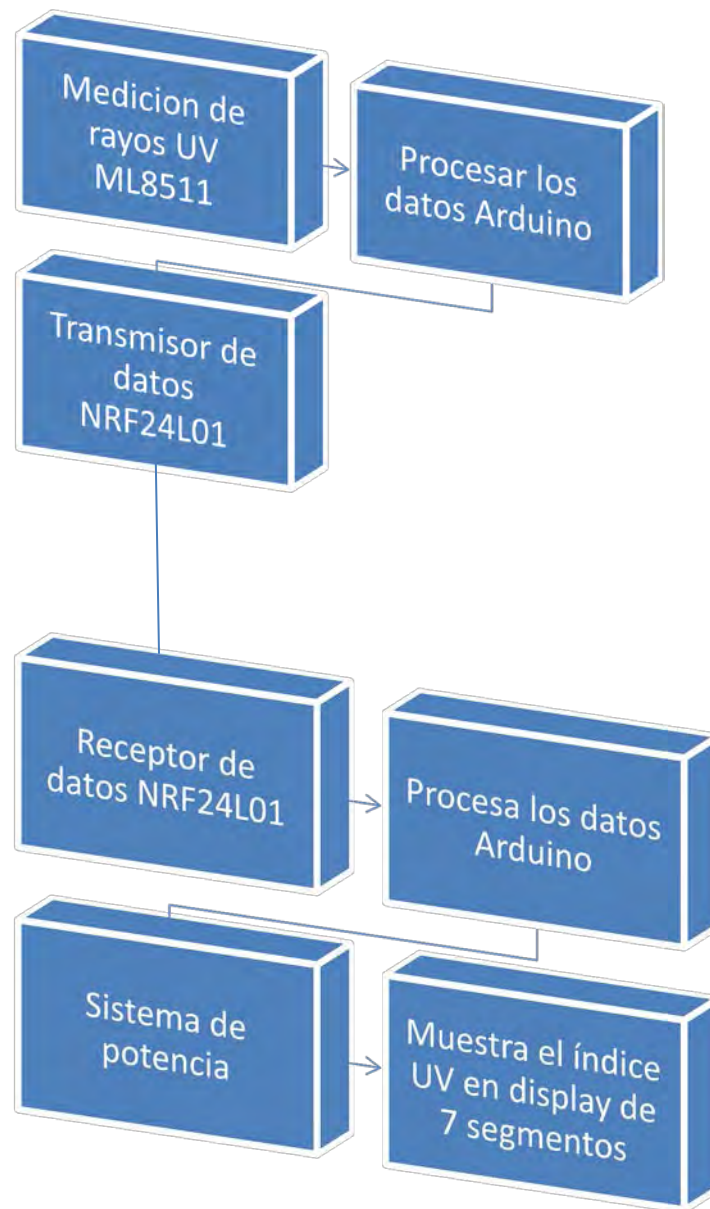 Medicion de
rayos UV
ML8511
Procesar los
datos Arduino
Transmisor de
datos
NRF24L01
Receptor de
datos NRF24L01
Procesa los datos
Arduino
Sistema de
potencia
Muestra el índice
UV en display de
7 segmentos